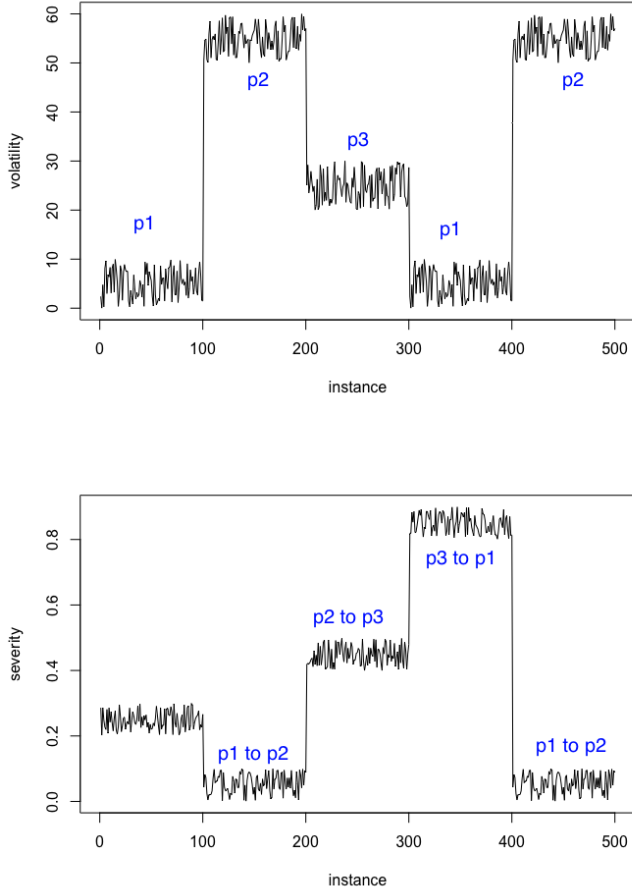 60
50
40
30
20
10
0
volatility
p1
p2
p3
p1
p2
0 100 200 300 400 500
instance
0.8
0.6
0.4
0.2
0.0
severity
p3 to p1
p2 to p3
p1 to p2
p1 to p2
0 100 200 300 400 500
instance